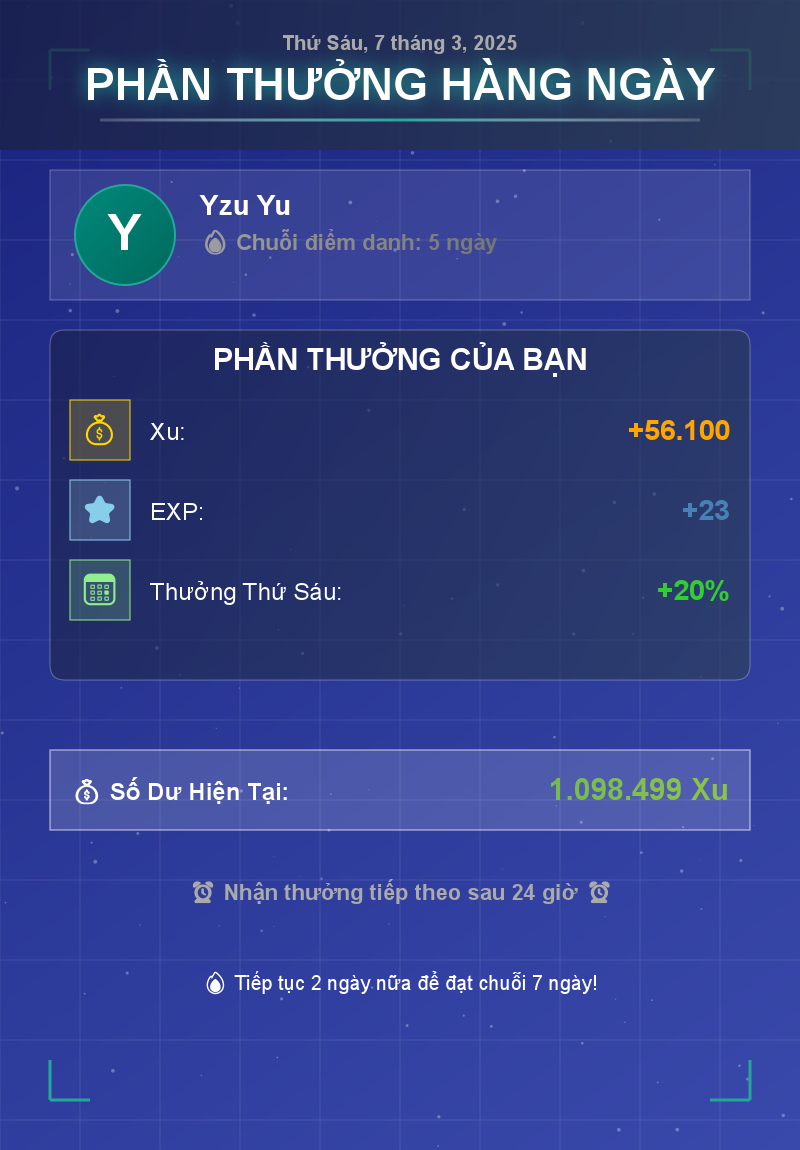 Thứ Sáu, 7 tháng 3, 2025
PHẦN THƯỞNG HÀNG NGÀY
Y
Yzu Yu
Chuỗi điểm danh: 5 ngày
PHẦN THƯỞNG CỦA BẠN
Xu: +56.100
EXP: +23
Thưởng Thứ Sáu: +20%
Số Dư Hiện Tại: 1.098.499 Xu
Nhận thưởng tiếp theo sau 24 giờ
Tiếp tục 2 ngày nữa để đạt chuỗi 7 ngày!